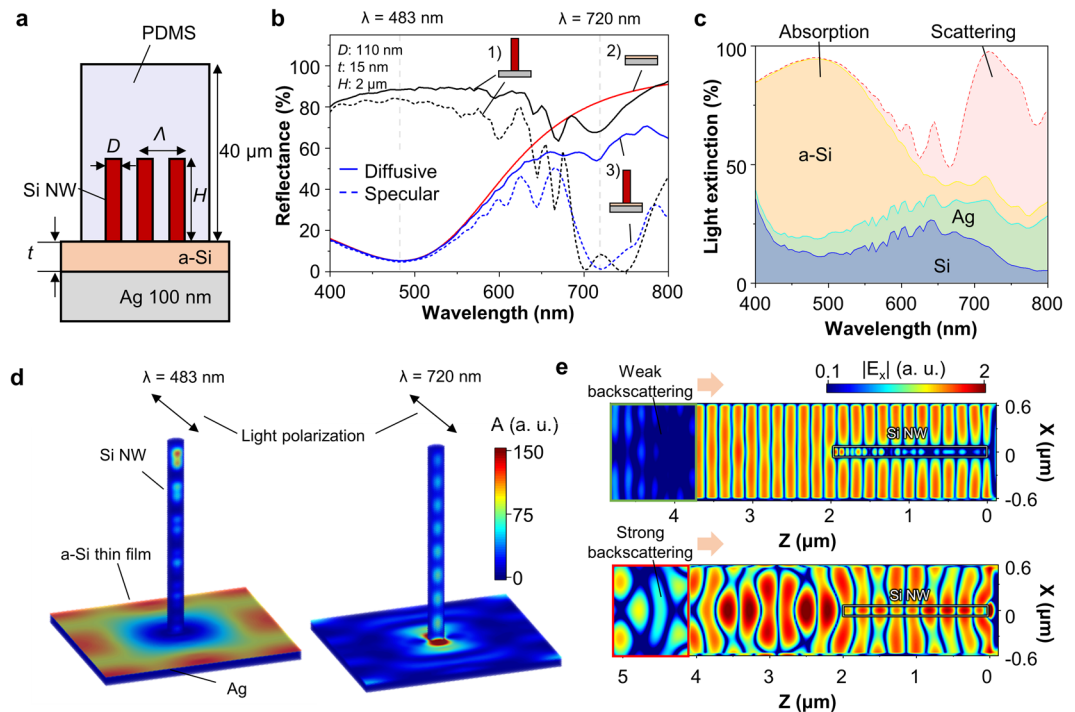 a
PDMS
D
Λ
40 μm
Si NW
H
t
a-Si
Ag 100 nm
b
λ = 483 nm
λ = 720 nm
D: 110 nm
t: 15 nm
H: 2 μm
1)
2)
3)
Diffusive
Specular
Reflectance (%)
100
80
60
40
20
0
400
500
600
700
800
Wavelength (nm)
c
Absorption
Scattering
Light extinction (%)
100
50
0
a-Si
Ag
Si
400
500
600
700
800
Wavelength (nm)
d
λ = 483 nm
λ = 720 nm
Light polarization
Si NW
a-Si thin film
Ag
A (a. u.)
150
75
0
e
Weak
backscattering
|Eₓ| (a. u.)
0.1
2
Si NW
0.6
0
-0.6
X (μm)
4
3
2
1
0
Z (μm)
Strong
backscattering
Si NW
0.6
0
-0.6
X (μm)
5
4
3
2
1
0
Z (μm)